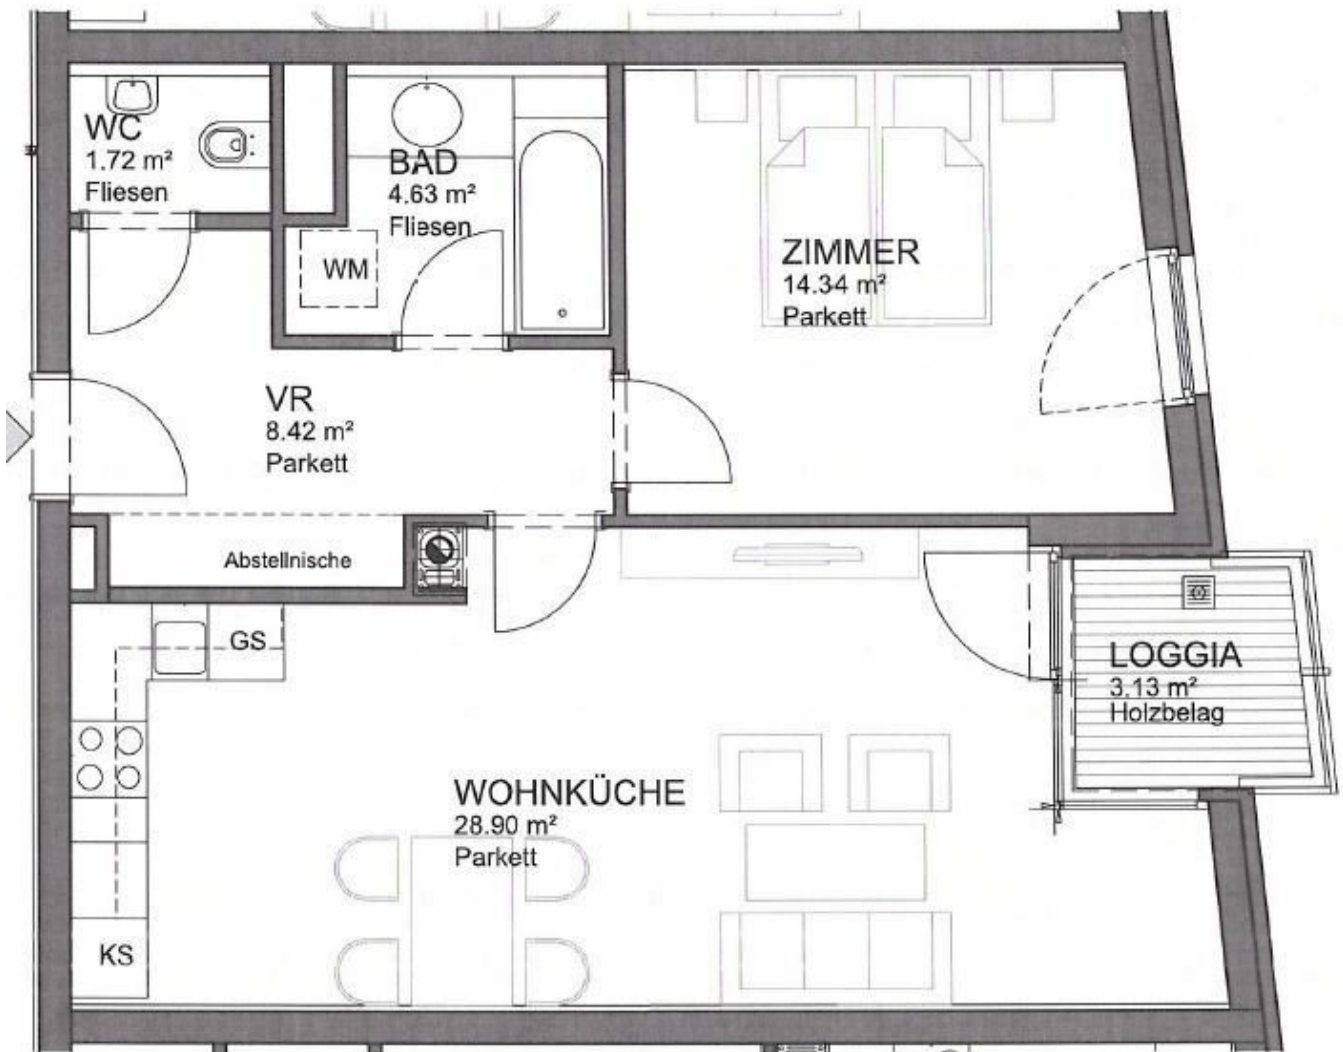 WC
1.72 m²
Fliesen
BAD
4.63 m²
Fliesen
WM
ZIMMER
14.34 m²
Parkett
VR
8.42 m²
Parkett
Abstellnische
GS
LOGGIA
3.13 m²
Holzbelag
WOHNKÜCHE
28.90 m²
Parkett
KS